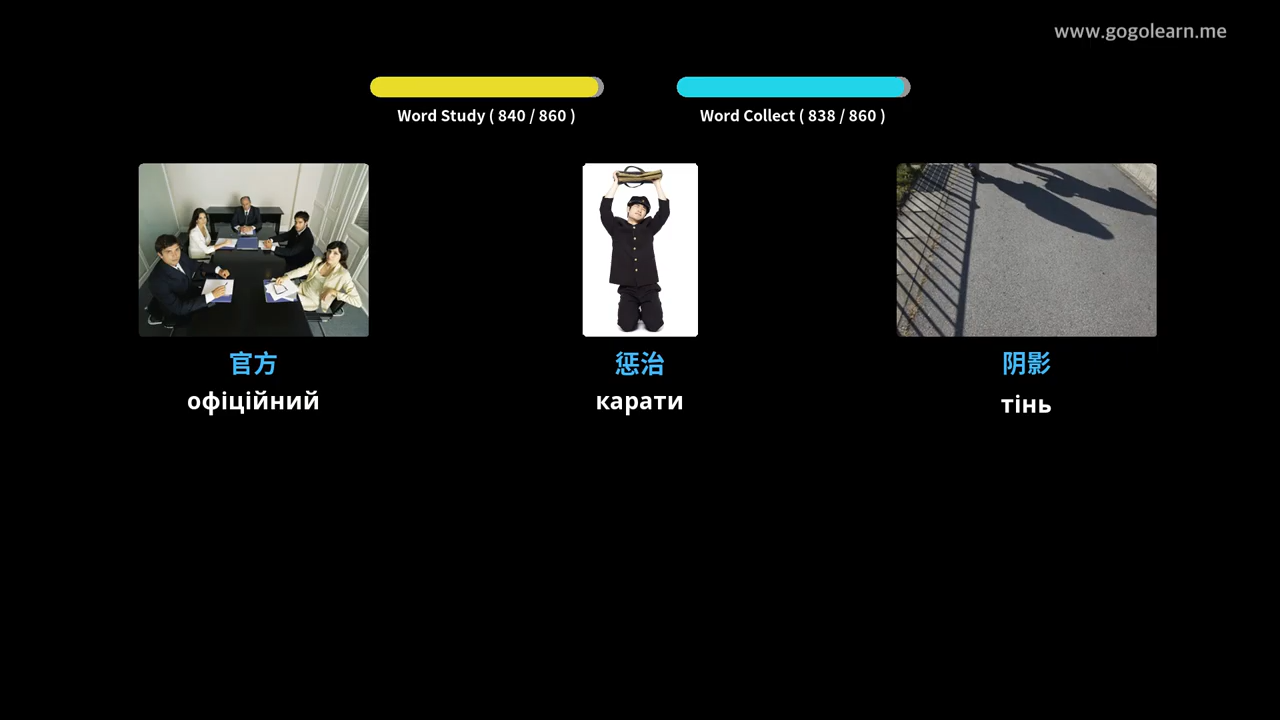 www.gogolearn.me
Word Study ( 840 / 860 )
Word Collect ( 838 / 860 )
官方
офіційний
惩治
карати
阴影
тінь